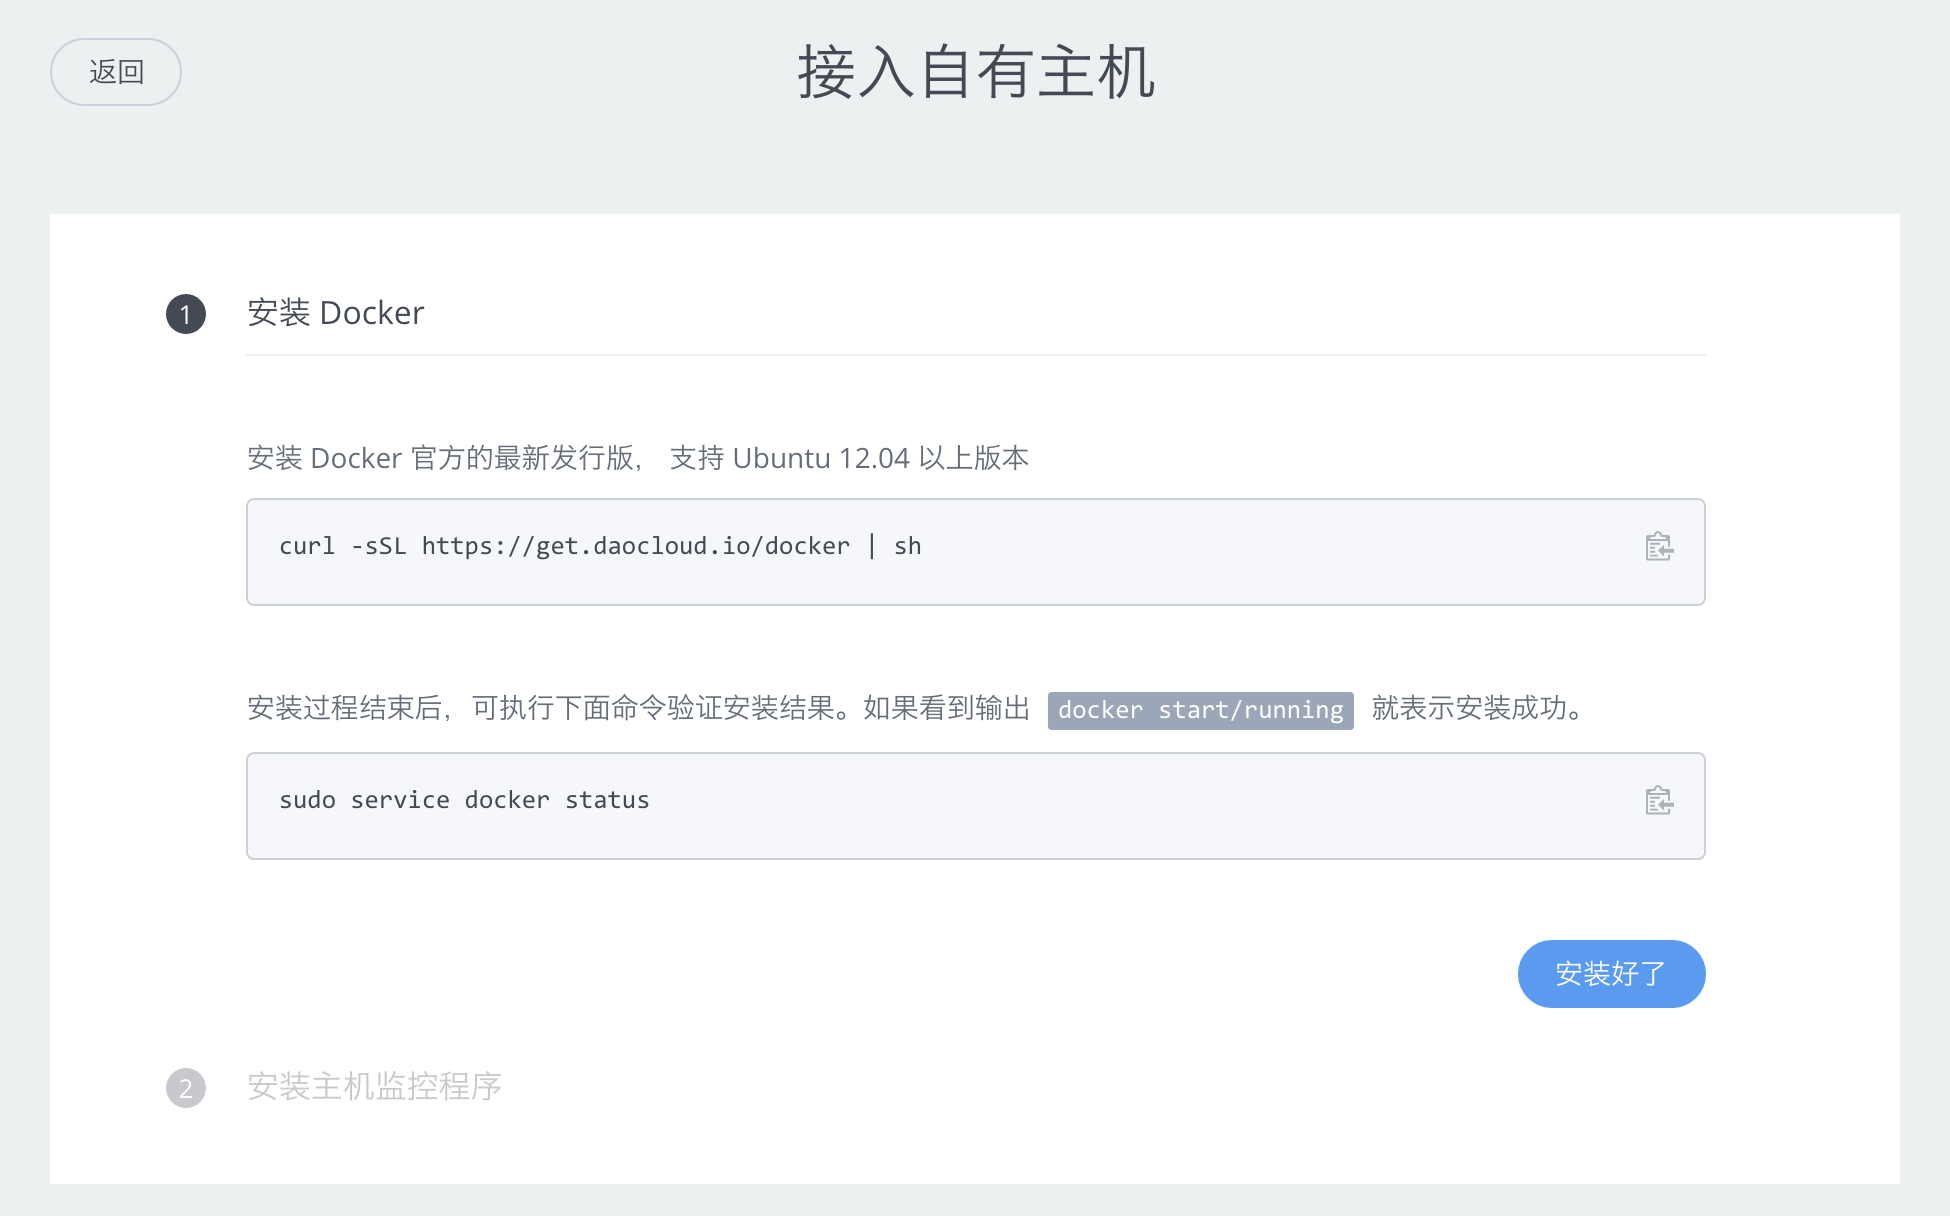 返回
接入自有主机
1 安装 Docker
安装 Docker 官方的最新发行版， 支持 Ubuntu 12.04 以上版本
curl -sSL https://get.daocloud.io/docker | sh
安装过程结束后，可执行下面命令验证安装结果。如果看到输出 docker start/running 就表示安装成功。
sudo service docker status
安装好了
2 安装主机监控程序